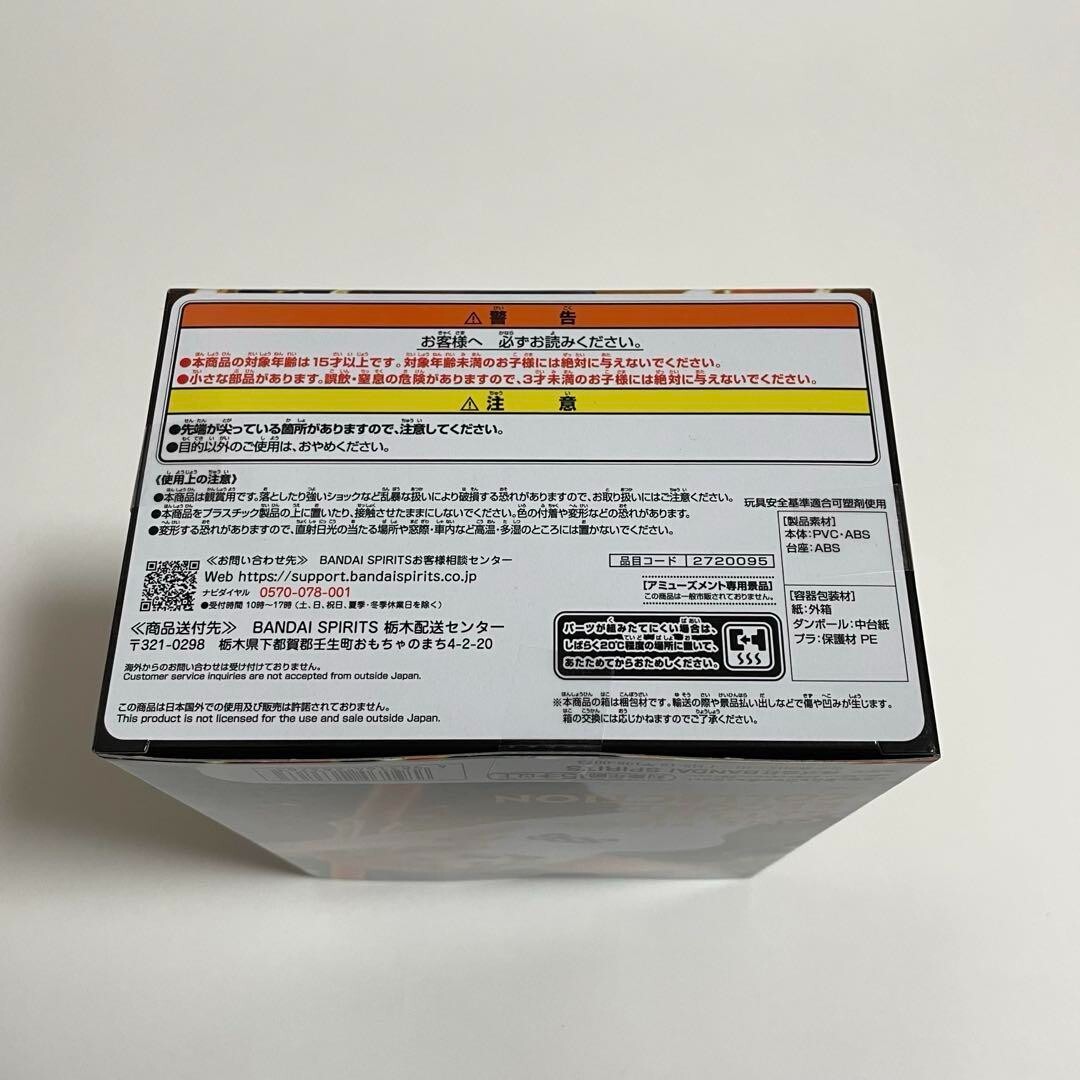 ⚠警告
お客様へ 必ずお読みください。
●本商品の対象年齢は15才以上です。対象年齢未満のお子様には絶対に与えないでください。
●小さな部品があります。誤飲・窒息の危険がありますので、3才未満のお子様には絶対に与えないでください。
⚠注意
●先端が尖っている箇所がありますので、注意してください。
●目的以外のご使用は、おやめください。
《使用上の注意》
●本商品は観賞用です。落としたり強いショックなど乱暴な扱いにより破損する恐れがありますので、お取り扱いにはご注意ください。
●本商品をプラスチック製品の上に置いたり、接触させたままにしないでください。色の付着や変形などの恐れがあります。
●変形する恐れがありますので、直射日光の当たる場所や窓際・車内など高温・多湿のところには置かないでください。
玩具安全基準適合可塑剤使用
[製品素材]
本体:PVC・ABS
台座:ABS
≪お問い合わせ先≫ BANDAI SPIRITSお客様相談センター
Web https://support.bandaispirits.co.jp
ナビダイヤル 0570-078-001
●受付時間 10時〜17時(土、日、祝日、夏季・冬季休業日を除く)
品目コード 2720095
[アミューズメント専用景品]
この商品は一般市販されておりません。
[容器包装材]
紙:外箱
ダンボール:中台紙
プラ:保護材 PE
≪商品送付先≫ BANDAI SPIRITS 栃木配送センター
〒321-0298 栃木県下都賀郡壬生町おもちゃのまち4-2-20
パーツが組みたてにくい場合は、
しばらく20℃程度の場所に置いて、
あたためてからおためしください。
海外からのお問い合わせは受け付けておりません。
Customer service inquiries are not accepted from outside Japan.
※本商品の箱は梱包材です。輸送の際や景品払い出しなどで傷や凹みが生じます。
箱の交換には応じかねますのでご了承ください。
この商品は日本国外での使用及び販売は許諾されておりません。
This product is not licensed for the use and sale outside Japan.